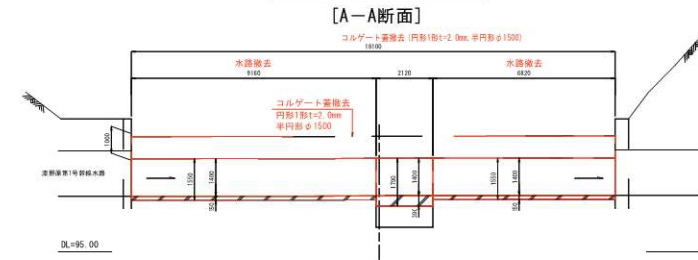 [A－A断面]
コルゲート蓋撤去 (円形1形t=2.0mm, 半円形φ1500)
18100
水路撤去
水路撤去
9160
2120
6820
コルゲート蓋撤去
円形1形t=2.0mm
半円形φ1500
1000
1550
1400
1700
1400
1550
1400
150
390
150
DL=95.00